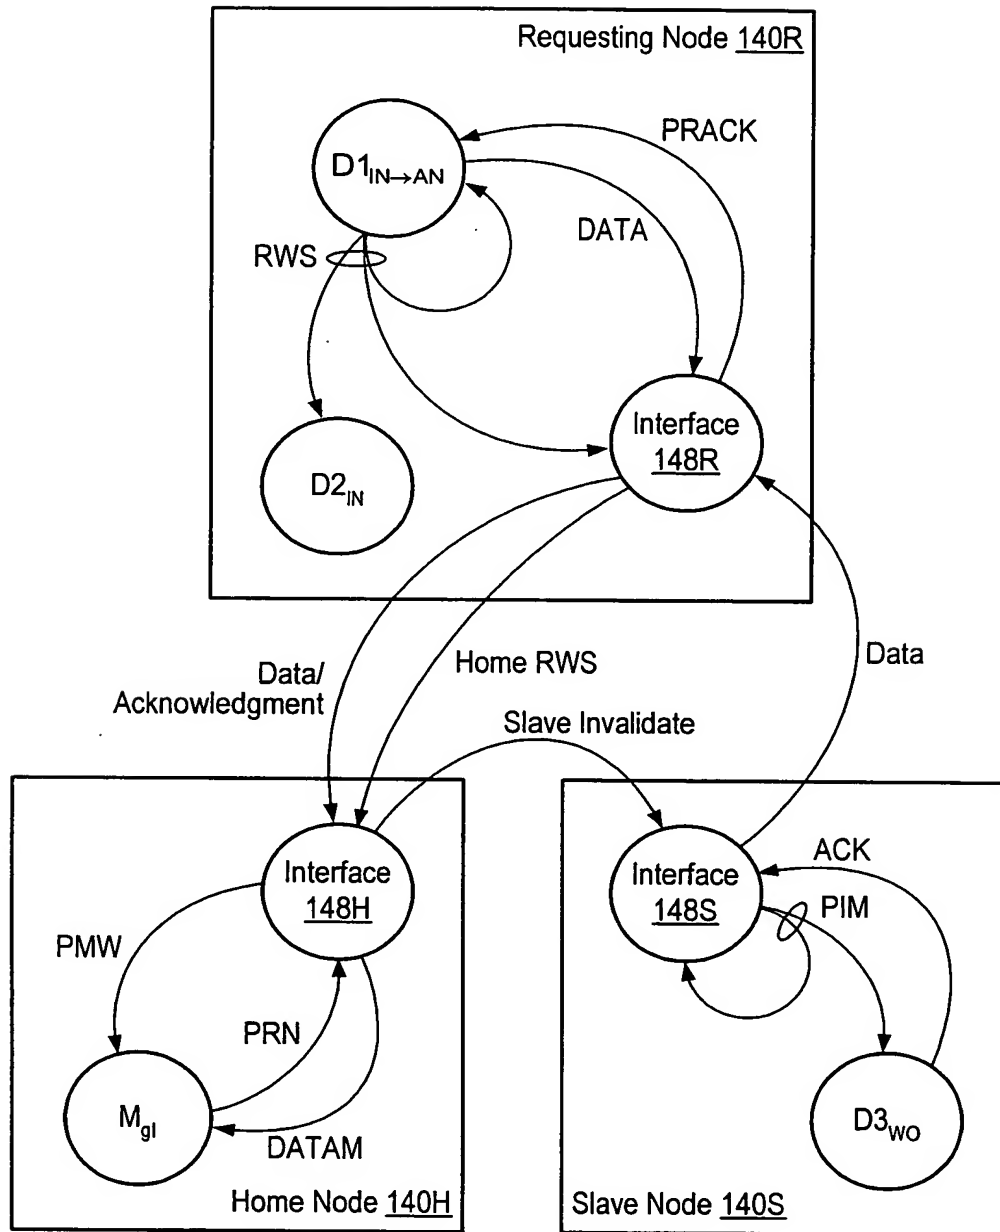 Requesting Node 140R
PRACK
D1IN→AN
DATA
RWS
Interface
148R
D2IN
Data/
Acknowledgment
Home RWS
Data
Slave Invalidate
Interface
148H
Interface
148S
ACK
PIM
PMW
PRN
Mgl
D3WO
DATAM
Home Node 140H
Slave Node 140S